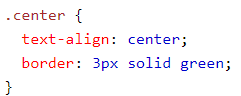 .center {
  text-align: center;
  border: 3px solid green;
}